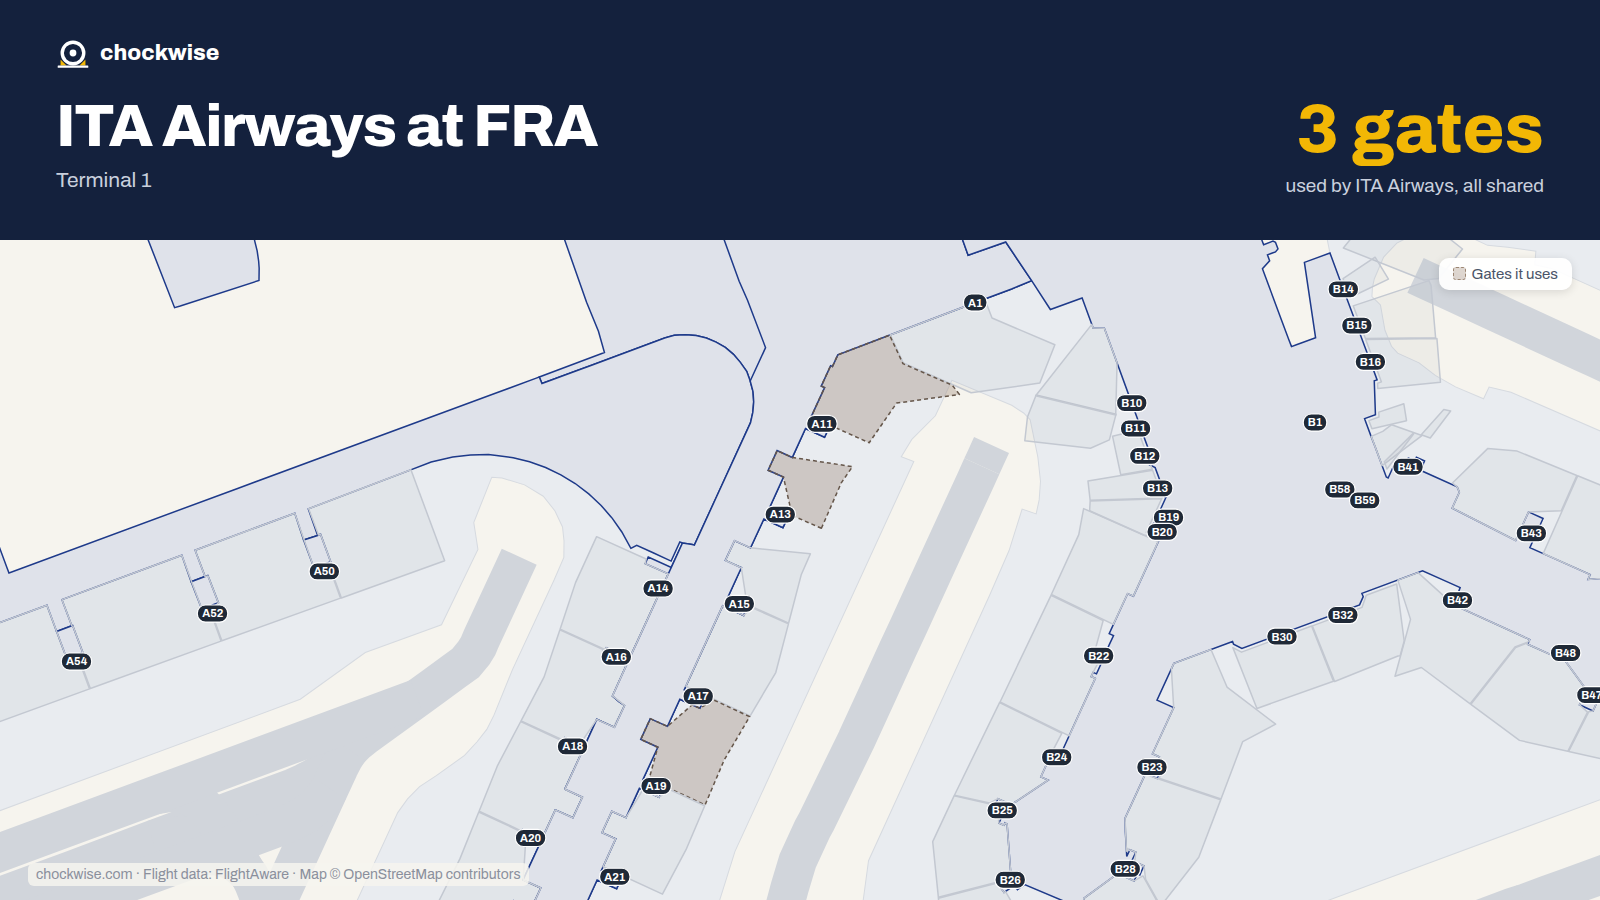 chockwise
ITA Airways at FRA
Terminal 1
3 gates
used by ITA Airways, all shared
Gates it uses
A1
B14
B15
B16
B10
B11
B1
A11
B12
B41
B13
B58
B59
A13
B19
B20
B43
A50
A14
A15
B42
A52
B32
B30
A54
A16
B22
B48
A17
B47
A18
B24
B23
A19
B25
A20
B28
A21
B26
chockwise.com · Flight data: FlightAware · Map © OpenStreetMap contributors